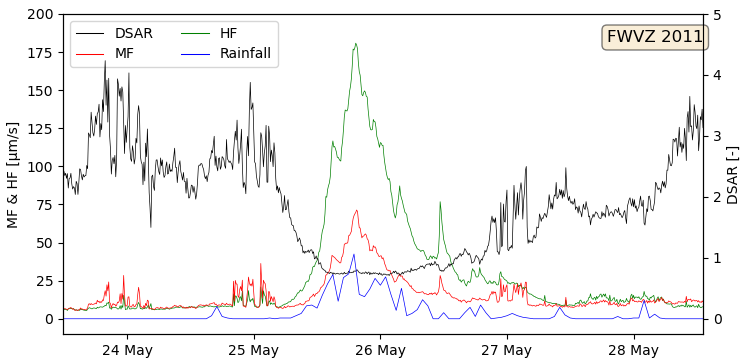 FWVZ 2011
DSAR
MF
HF
Rainfall
MF & HF [µm/s]
200
175
150
125
100
75
50
25
0
DSAR [-]
5
4
3
2
1
0
24 May
25 May
26 May
27 May
28 May